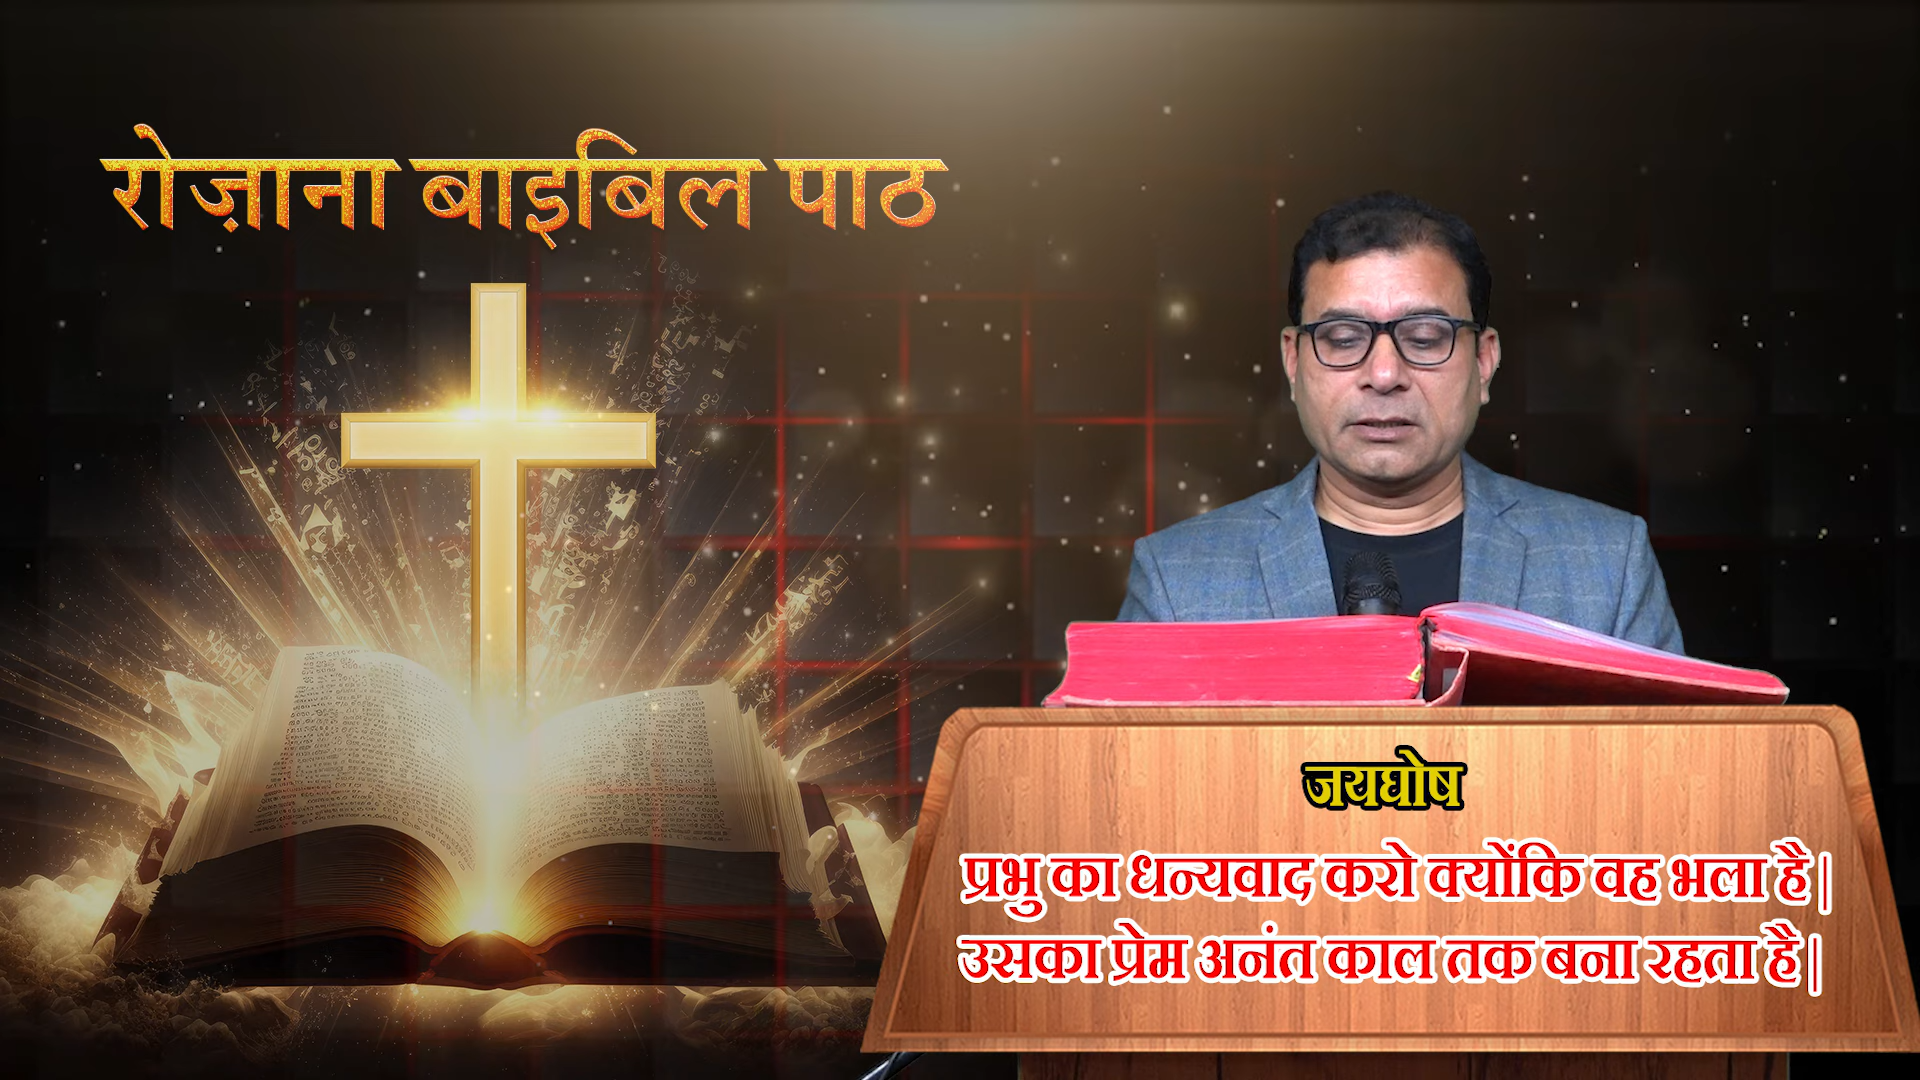 रोज़ाना बाइबिल पाठ
जयघोष
प्रभु का धन्यवाद करो क्योंकि वह भला है |
उसका प्रेम अनंत काल तक बना रहता है |